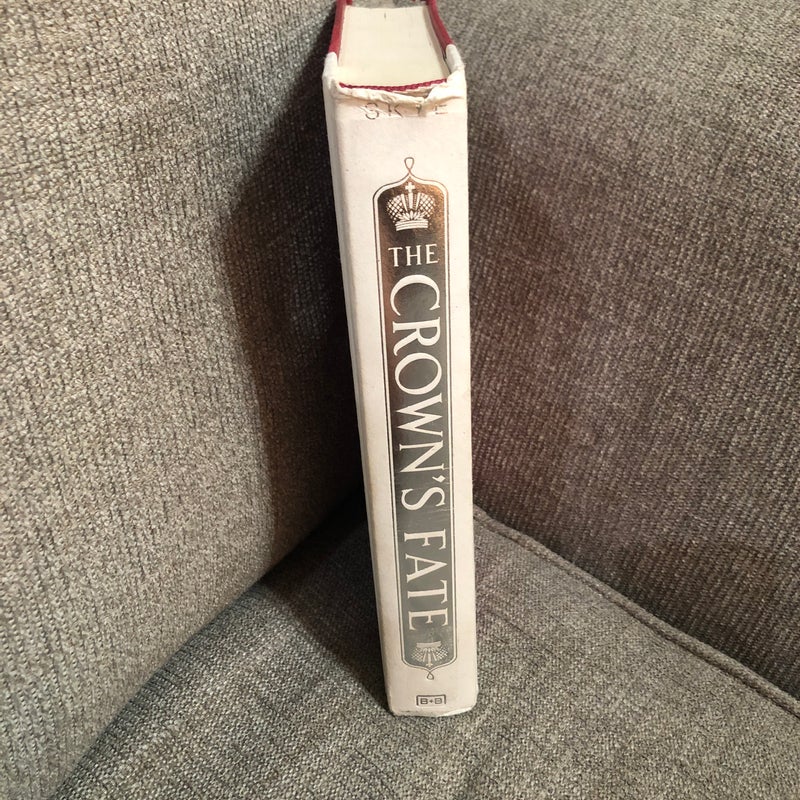 SKYE
THE
CROWN'S FATE
B+B